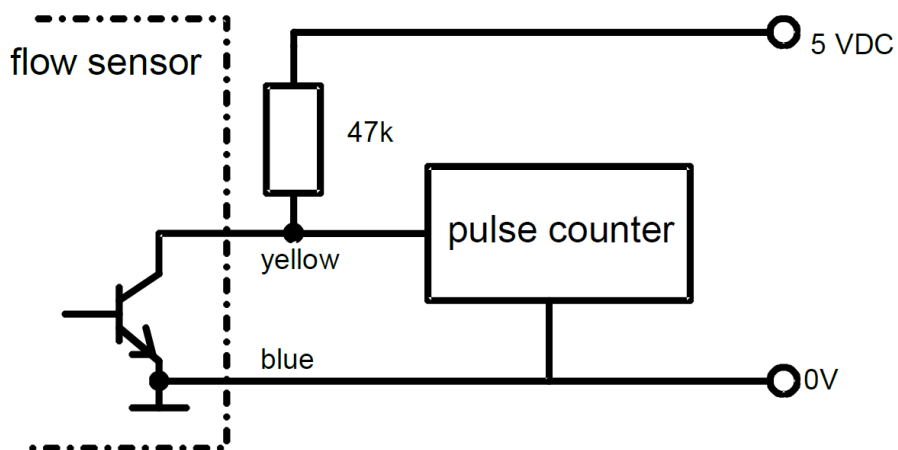 flow sensor
5 VDC
47k
pulse counter
yellow
blue
0V